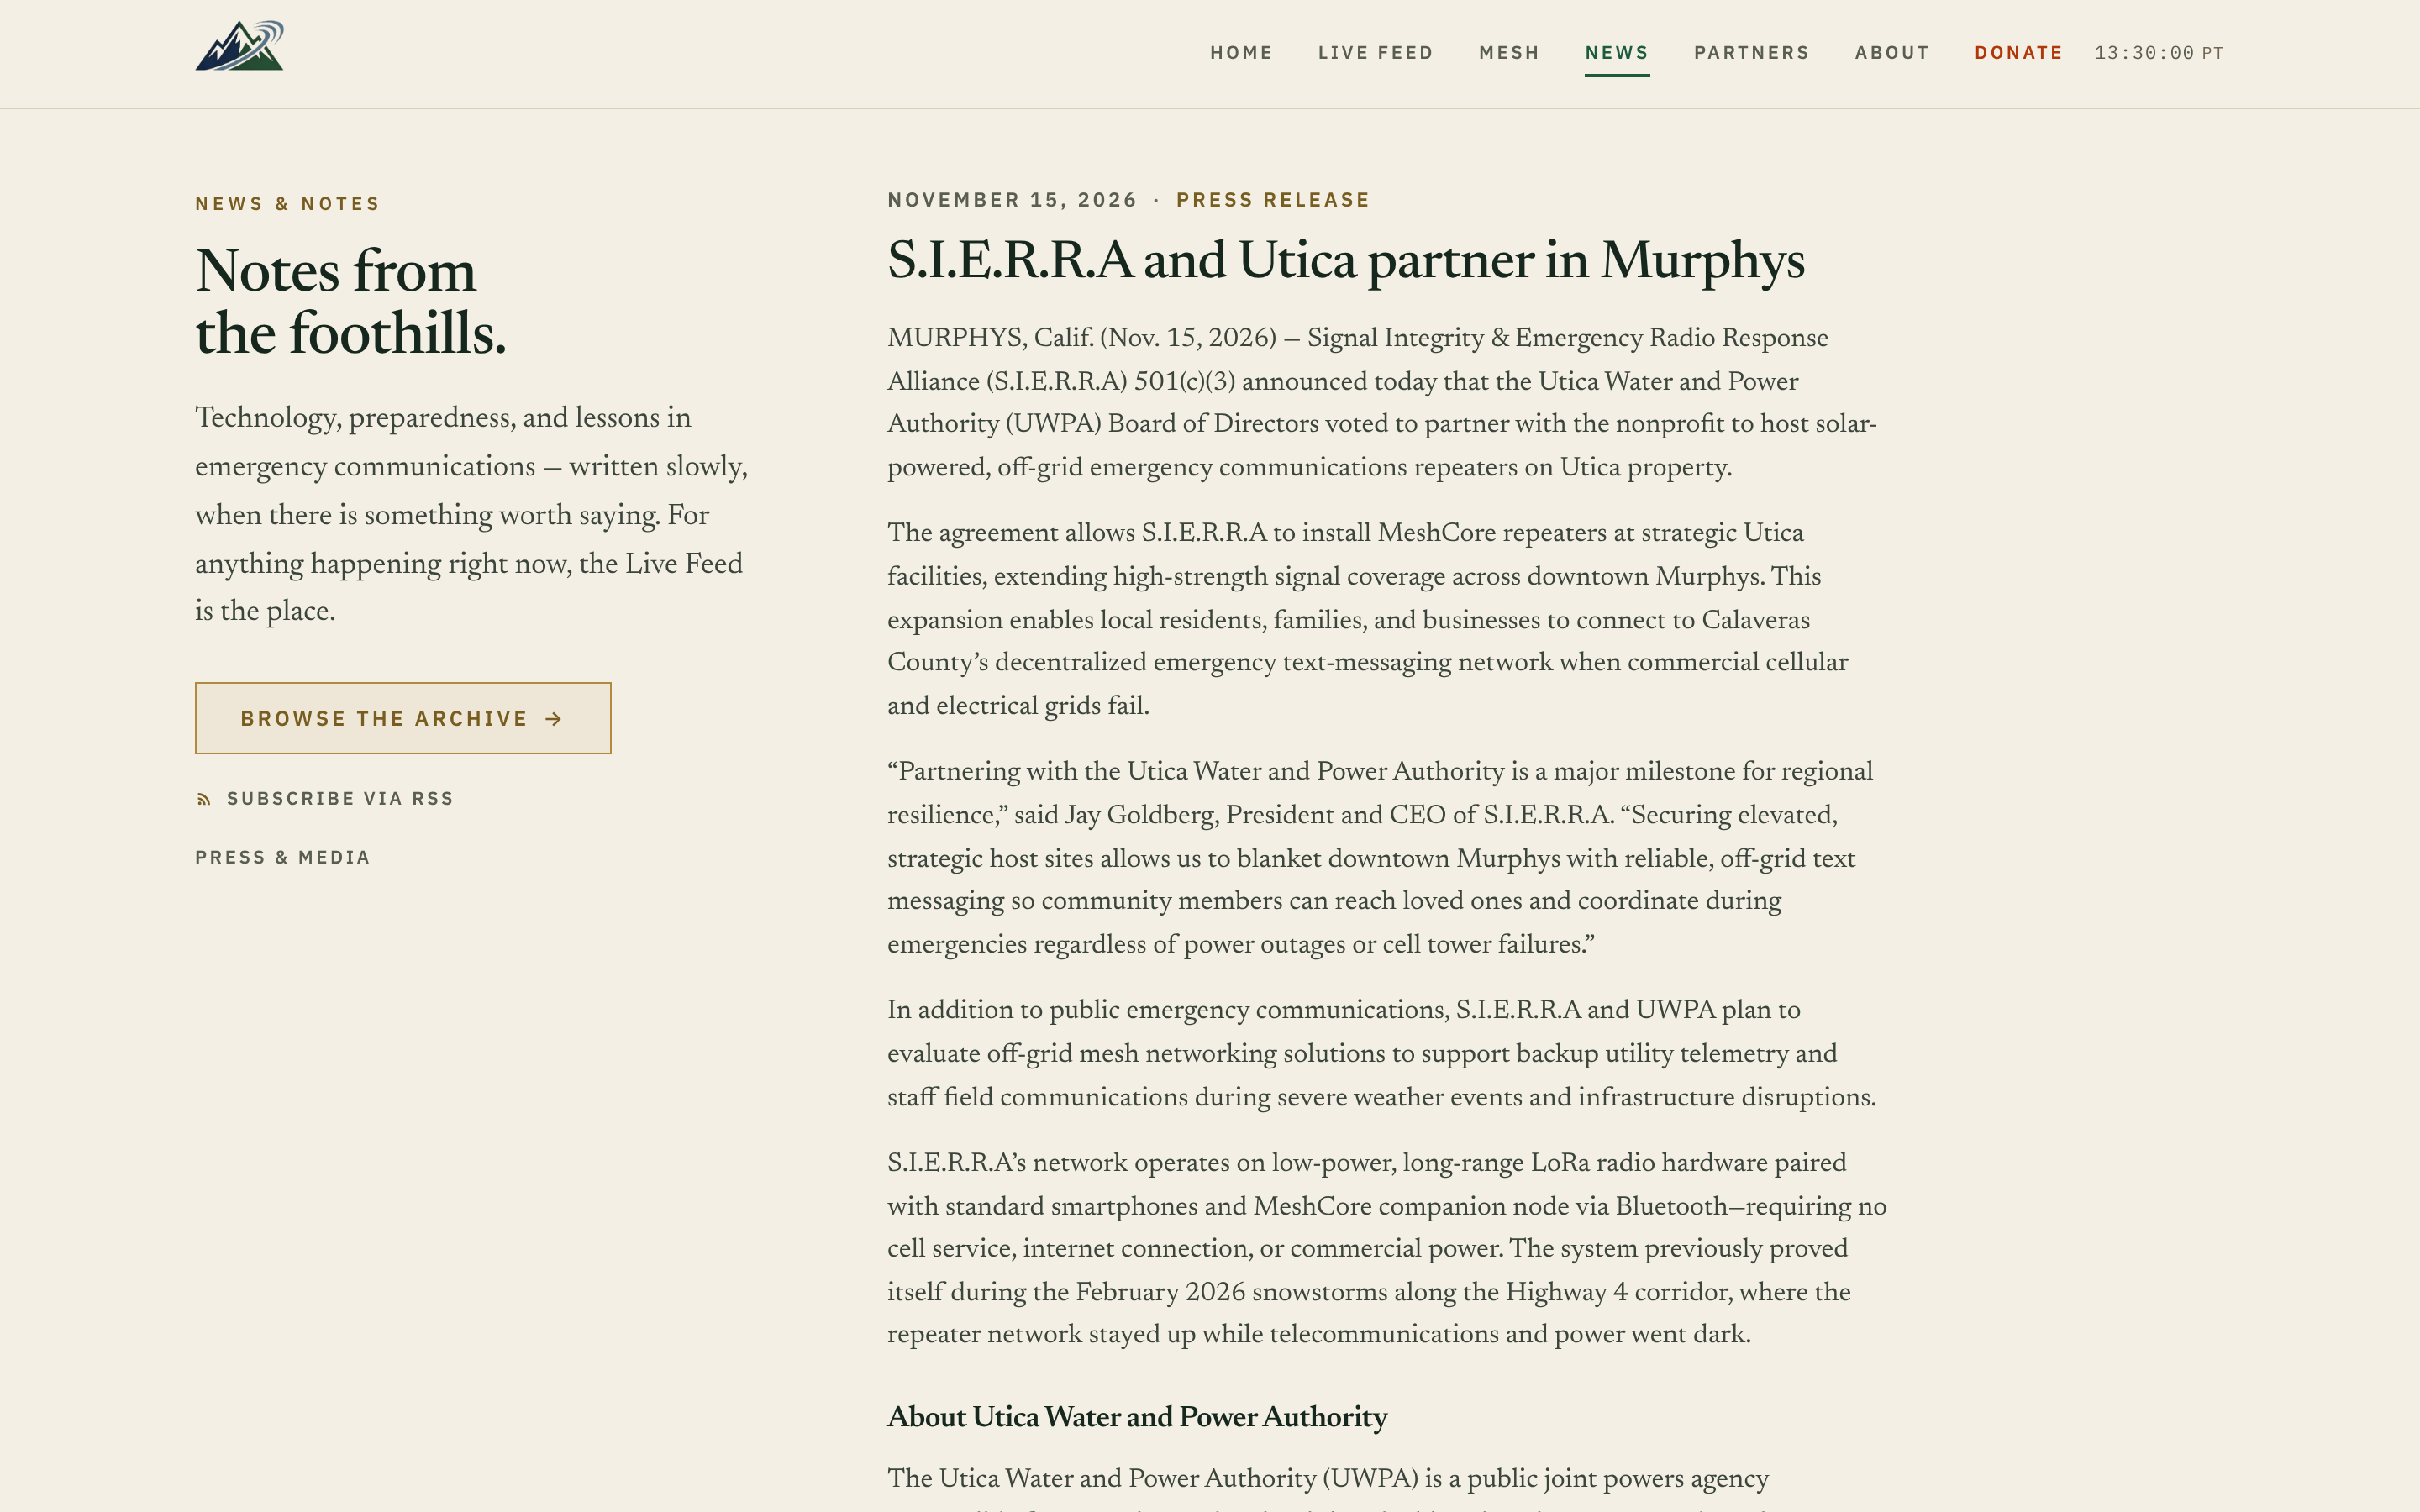 HOME LIVE FEED MESH NEWS PARTNERS ABOUT DONATE 13:30:00 PT
NEWS & NOTES
Notes from
the foothills.
Technology, preparedness, and lessons in
emergency communications — written slowly,
when there is something worth saying. For
anything happening right now, the Live Feed
is the place.
BROWSE THE ARCHIVE →
SUBSCRIBE VIA RSS
PRESS & MEDIA
NOVEMBER 15, 2026 · PRESS RELEASE
S.I.E.R.R.A and Utica partner in Murphys
MURPHYS, Calif. (Nov. 15, 2026) — Signal Integrity & Emergency Radio Response
Alliance (S.I.E.R.R.A) 501(c)(3) announced today that the Utica Water and Power
Authority (UWPA) Board of Directors voted to partner with the nonprofit to host solar-
powered, off-grid emergency communications repeaters on Utica property.
The agreement allows S.I.E.R.R.A to install MeshCore repeaters at strategic Utica
facilities, extending high-strength signal coverage across downtown Murphys. This
expansion enables local residents, families, and businesses to connect to Calaveras
County’s decentralized emergency text-messaging network when commercial cellular
and electrical grids fail.
“Partnering with the Utica Water and Power Authority is a major milestone for regional
resilience,” said Jay Goldberg, President and CEO of S.I.E.R.R.A. “Securing elevated,
strategic host sites allows us to blanket downtown Murphys with reliable, off-grid text
messaging so community members can reach loved ones and coordinate during
emergencies regardless of power outages or cell tower failures.”
In addition to public emergency communications, S.I.E.R.R.A and UWPA plan to
evaluate off-grid mesh networking solutions to support backup utility telemetry and
staff field communications during severe weather events and infrastructure disruptions.
S.I.E.R.R.A’s network operates on low-power, long-range LoRa radio hardware paired
with standard smartphones and MeshCore companion node via Bluetooth—requiring no
cell service, internet connection, or commercial power. The system previously proved
itself during the February 2026 snowstorms along the Highway 4 corridor, where the
repeater network stayed up while telecommunications and power went dark.
About Utica Water and Power Authority
The Utica Water and Power Authority (UWPA) is a public joint powers agency